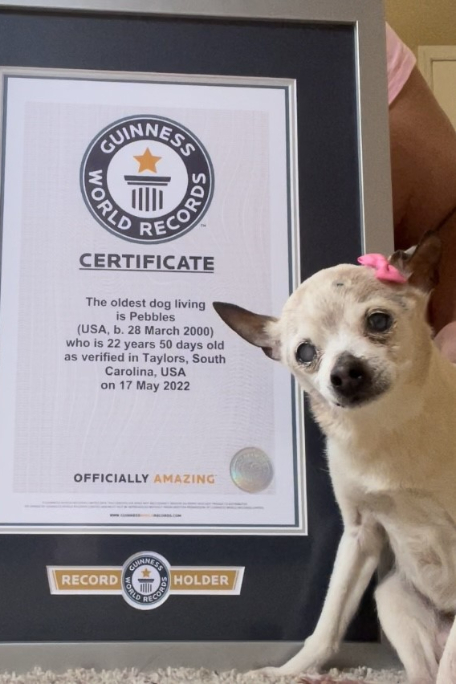 GUINNESS
WORLD RECORDS
™
CERTIFICATE
The oldest dog living
is Pebbles
(USA, b. 28 March 2000)
who is 22 years 50 days old
as verified in Taylors, South
Carolina, USA
on 17 May 2022
OFFICIALLY AMAZING
RECORD
GUINNESS
WORLD RECORDS
HOLDER